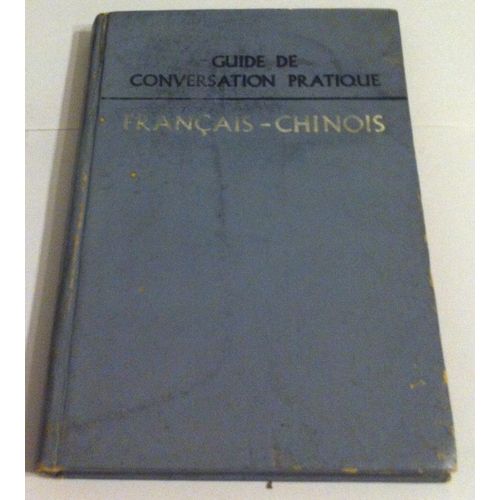 GUIDE DE
CONVERSATION PRATIQUE
FRANÇAIS-CHINOIS